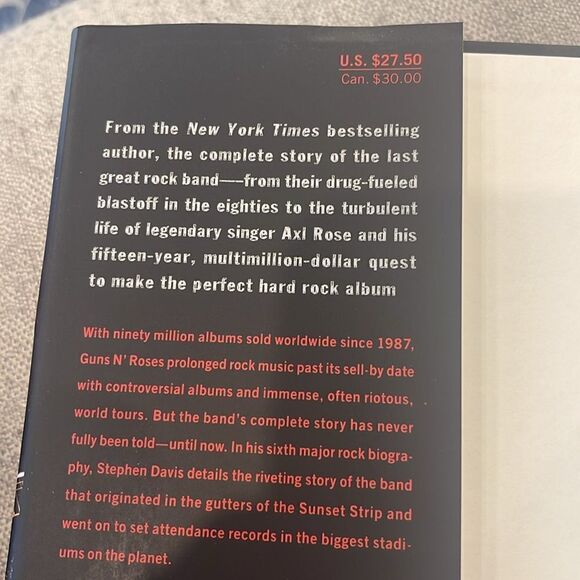 U.S. $27.50
Can. $30.00
From the New York Times bestselling
author, the complete story of the last
great rock band—from their drug-fueled
blastoff in the eighties to the turbulent
life of legendary singer Axl Rose and his
fifteen-year, multimillion-dollar quest
to make the perfect hard rock album
With ninety million albums sold worldwide since 1987,
Guns N' Roses prolonged rock music past its sell-by date
with controversial albums and immense, often riotous,
world tours. But the band's complete story has never
fully been told—until now. In his sixth major rock biogra-
phy, Stephen Davis details the riveting story of the band
that originated in the gutters of the Sunset Strip and
went on to set attendance records in the biggest stadi-
ums on the planet.